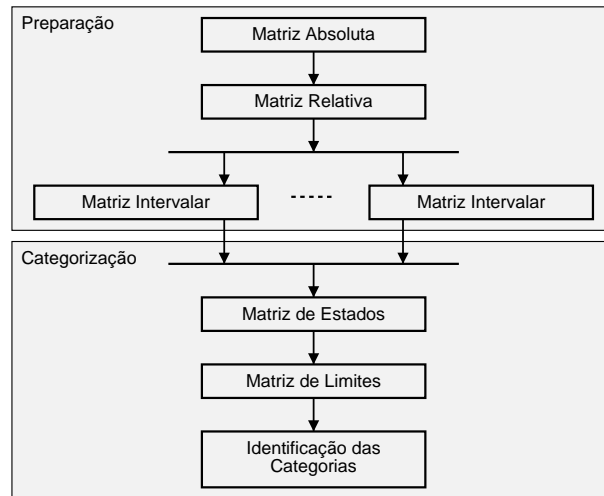 Preparação
Matriz Absoluta
Matriz Relativa
Matriz Intervalar
Matriz Intervalar
Categorização
Matriz de Estados
Matriz de Limites
Identificação das
Categorias